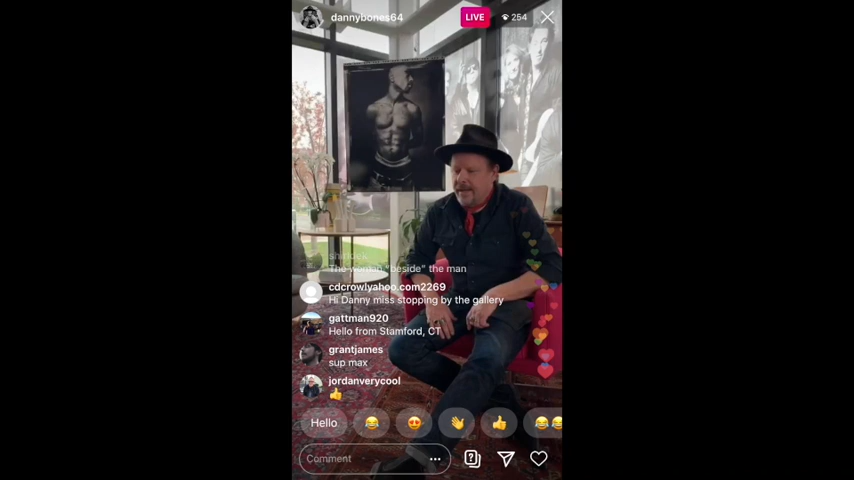 dannybones64
LIVE
254
shintock
The woman "beside" the man
cdcrowlyahoo.com2269
Hi Danny miss stopping by the gallery
gattman920
Hello from Stamford, CT
grantjames
sup max
jordanverycool
👍
Hello 😂 😍 👋 👍 😂😂
Comment